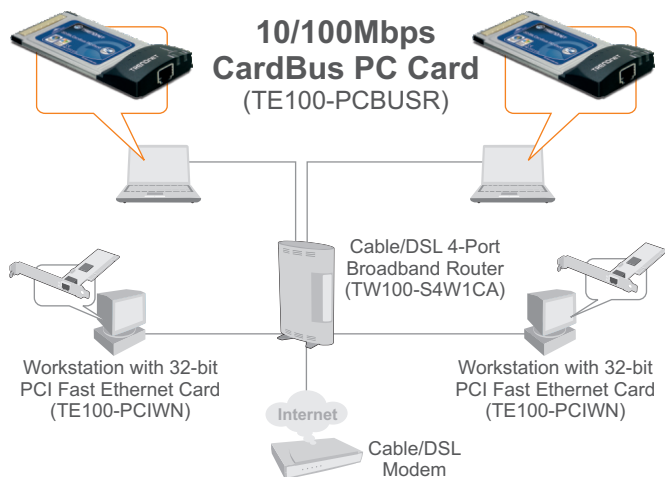 10/100Mbps
CardBus PC Card
(TE100-PCBUSR)
TRENDNET
TRENDNET
Cable/DSL 4-Port
Broadband Router
(TW100-S4W1CA)
Workstation with 32-bit
PCI Fast Ethernet Card
(TE100-PCIWN)
Workstation with 32-bit
PCI Fast Ethernet Card
(TE100-PCIWN)
Internet
Cable/DSL
Modem